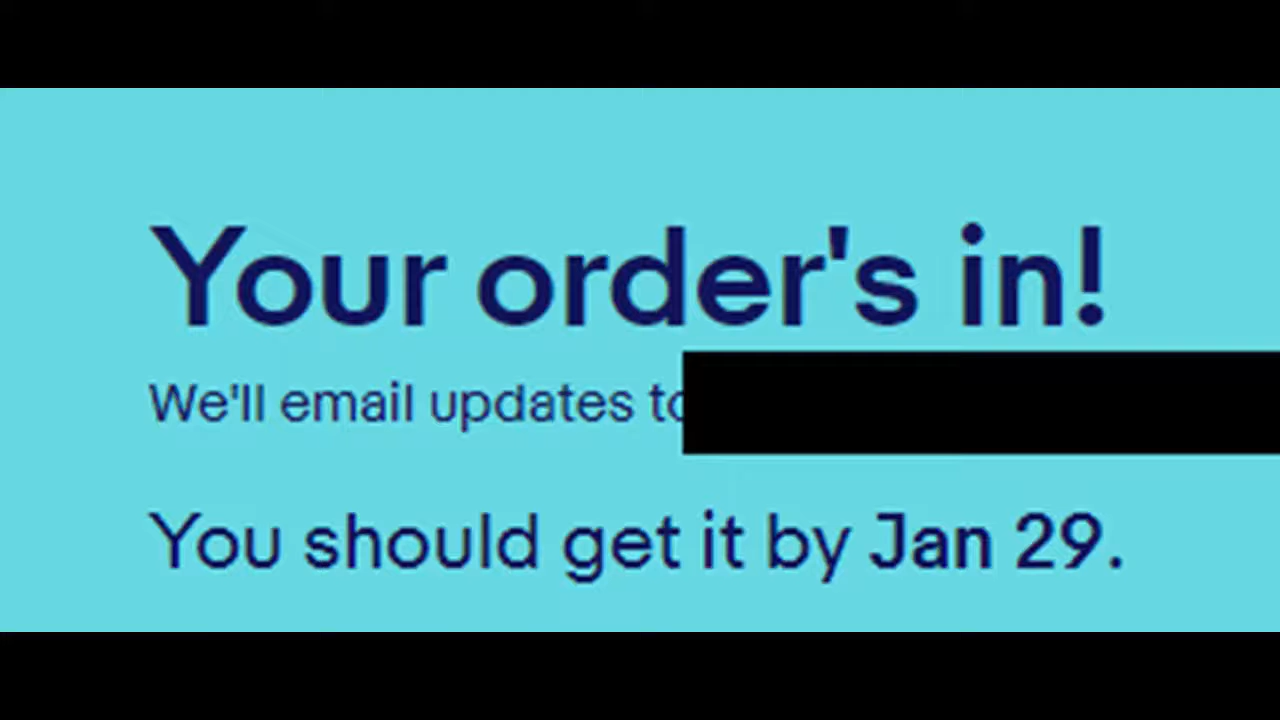 Your order's in!
We'll email updates to
You should get it by Jan 29.